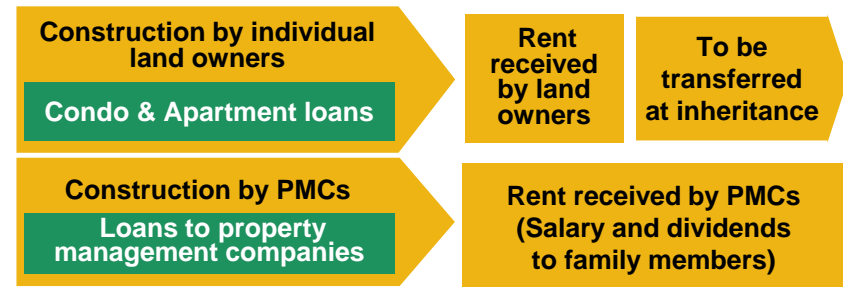 Construction by individual
land owners
Condo & Apartment loans
Rent
received
by land
owners
To be
transferred
at inheritance
Construction by PMCs
Loans to property
management companies
Rent received by PMCs
(Salary and dividends
to family members)